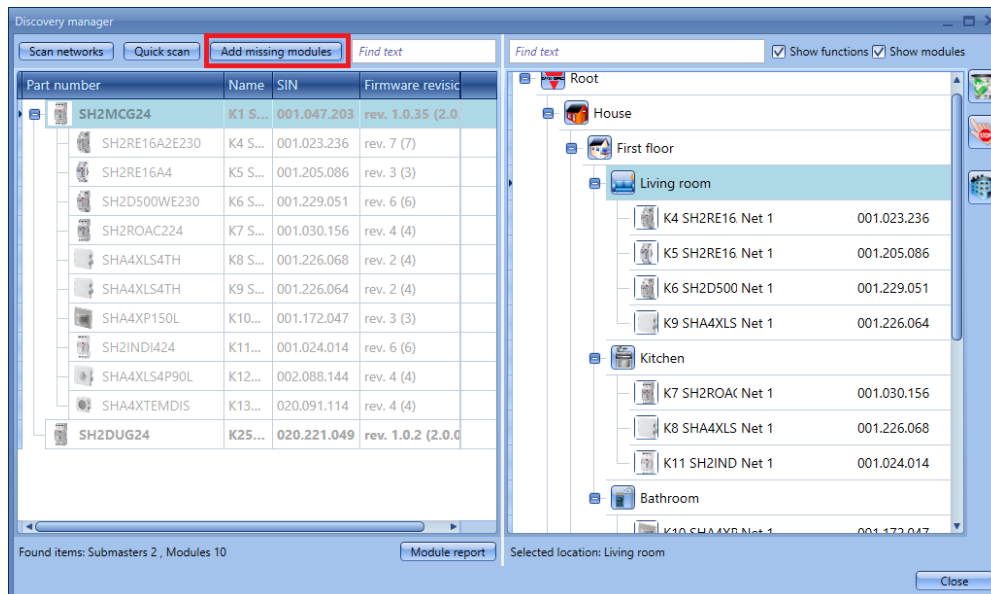 Discovery manager
Scan networks Quick scan Add missing modules Find text Find text Show functions Show modules
Part number Name SIN Firmware revisic
SH2MCG24 K1 S... 001.047.203 rev. 1.0.35 (2.0.
SH2RE16A2E230 K4 S... 001.023.236 rev. 7 (7)
SH2RE16A4 K5 S... 001.205.086 rev. 3 (3)
SH2D500WE230 K6 S... 001.229.051 rev. 6 (6)
SH2ROAC224 K7 S... 001.030.156 rev. 4 (4)
SHA4XLS4TH K8 S... 001.226.068 rev. 2 (4)
SHA4XLS4TH K9 S... 001.226.064 rev. 2 (4)
SHA4XP150L K10... 001.172.047 rev. 3 (3)
SH2INDI424 K11... 001.024.014 rev. 6 (6)
SHA4XLS4P90L K12... 002.088.144 rev. 4 (4)
SHA4XTEMDIS K13... 020.091.114 rev. 4 (4)
SH2DUG24 K25... 020.221.049 rev. 1.0.2 (2.0.0
Root
House
First floor
Living room
K4 SH2RE16. Net 1 001.023.236
K5 SH2RE16. Net 1 001.205.086
K6 SH2D500 Net 1 001.229.051
K9 SHA4XLS Net 1 001.226.064
Kitchen
K7 SH2ROA( Net 1 001.030.156
K8 SHA4XLS Net 1 001.226.068
K11 SH2IND Net 1 001.024.014
Bathroom
K10 SHA4XP Net 1 001.172.047
Found items: Submasters 2 , Modules 10 Module report Selected location: Living room
Close